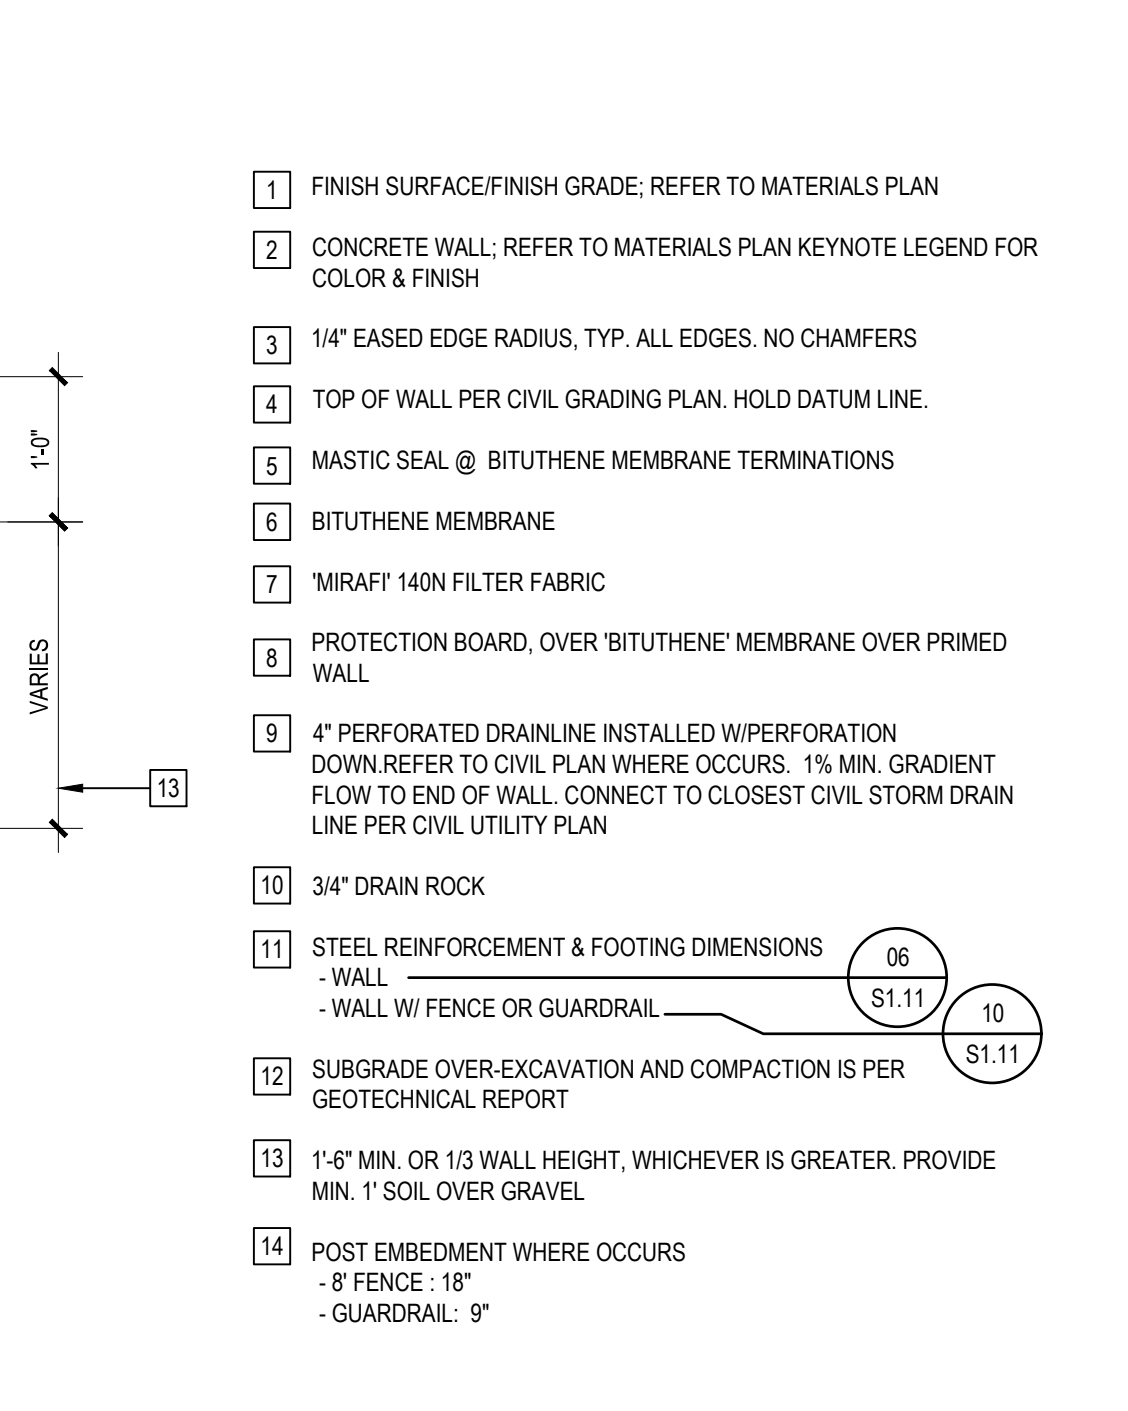 1'-0"
VARIES
13
1 FINISH SURFACE/FINISH GRADE; REFER TO MATERIALS PLAN
2 CONCRETE WALL; REFER TO MATERIALS PLAN KEYNOTE LEGEND FOR
COLOR & FINISH
3 1/4" EASED EDGE RADIUS, TYP. ALL EDGES. NO CHAMFERS
4 TOP OF WALL PER CIVIL GRADING PLAN. HOLD DATUM LINE.
5 MASTIC SEAL @  BITUTHENE MEMBRANE TERMINATIONS
6 BITUTHENE MEMBRANE
7 'MIRAFI' 140N FILTER FABRIC
8 PROTECTION BOARD, OVER 'BITUTHENE' MEMBRANE OVER PRIMED
WALL
9 4" PERFORATED DRAINLINE INSTALLED W/PERFORATION
DOWN.REFER TO CIVIL PLAN WHERE OCCURS.  1% MIN. GRADIENT
FLOW TO END OF WALL. CONNECT TO CLOSEST CIVIL STORM DRAIN
LINE PER CIVIL UTILITY PLAN
10 3/4" DRAIN ROCK
11 STEEL REINFORCEMENT & FOOTING DIMENSIONS
- WALL
06
S1.11
- WALL W/ FENCE OR GUARDRAIL
10
S1.11
12 SUBGRADE OVER-EXCAVATION AND COMPACTION IS PER
GEOTECHNICAL REPORT
13 1'-6" MIN. OR 1/3 WALL HEIGHT, WHICHEVER IS GREATER. PROVIDE
MIN. 1' SOIL OVER GRAVEL
14 POST EMBEDMENT WHERE OCCURS
- 8' FENCE : 18"
- GUARDRAIL:  9"